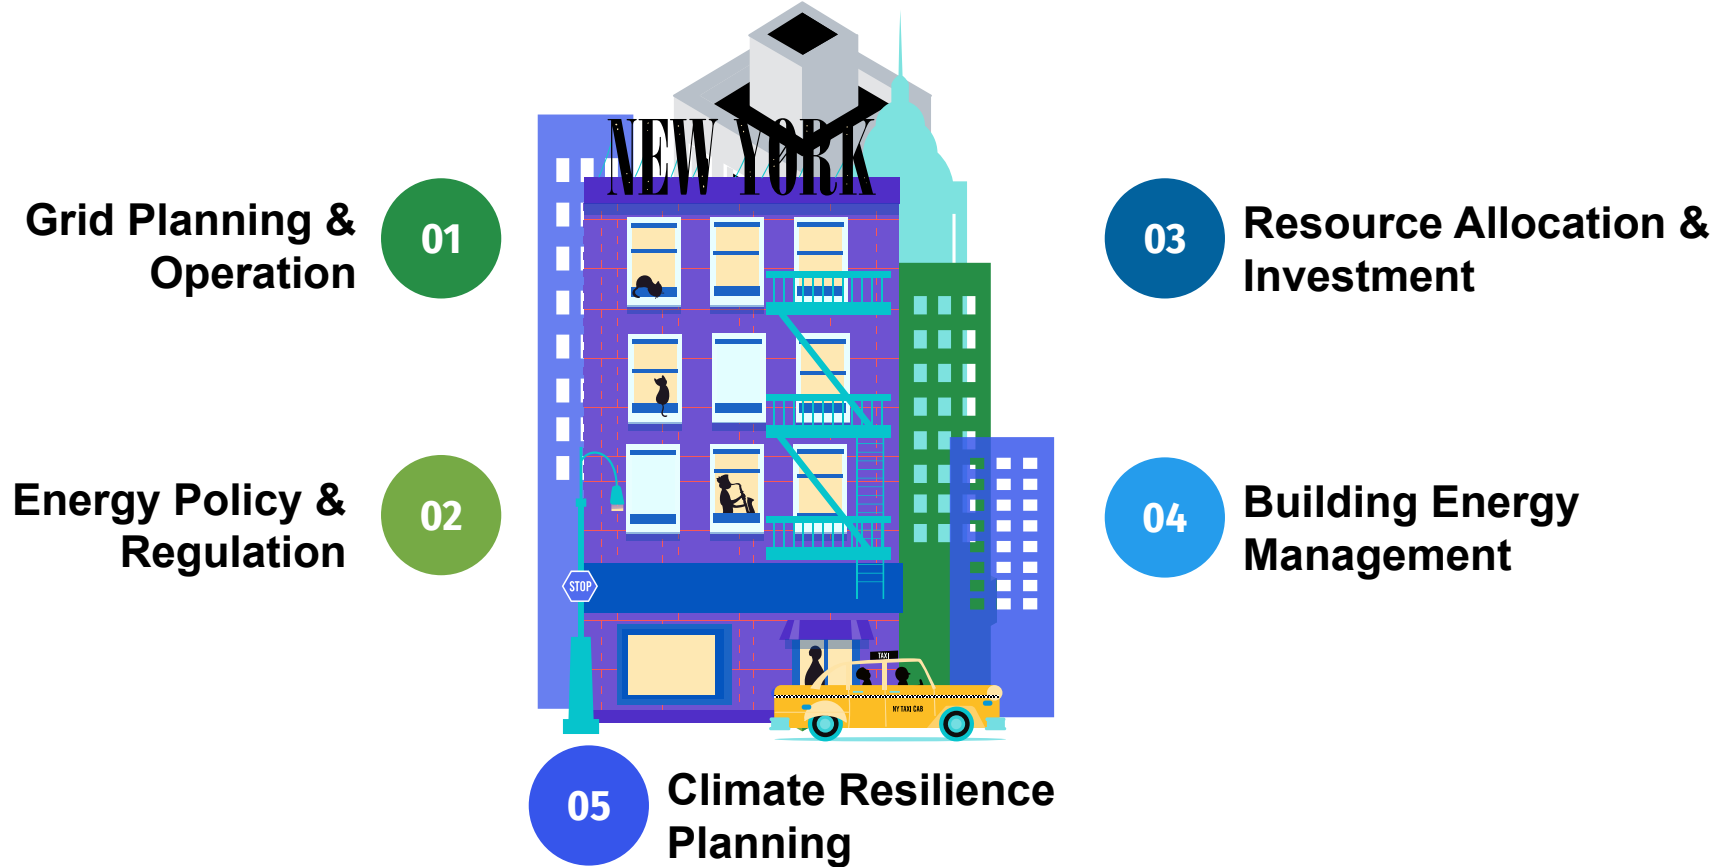 NEW YORK
Grid Planning &
Operation
01
Energy Policy &
Regulation
02
03
Resource Allocation &
Investment
04
Building Energy
Management
STOP
TAXI
NY TAXI CAB
05
Climate Resilience
Planning